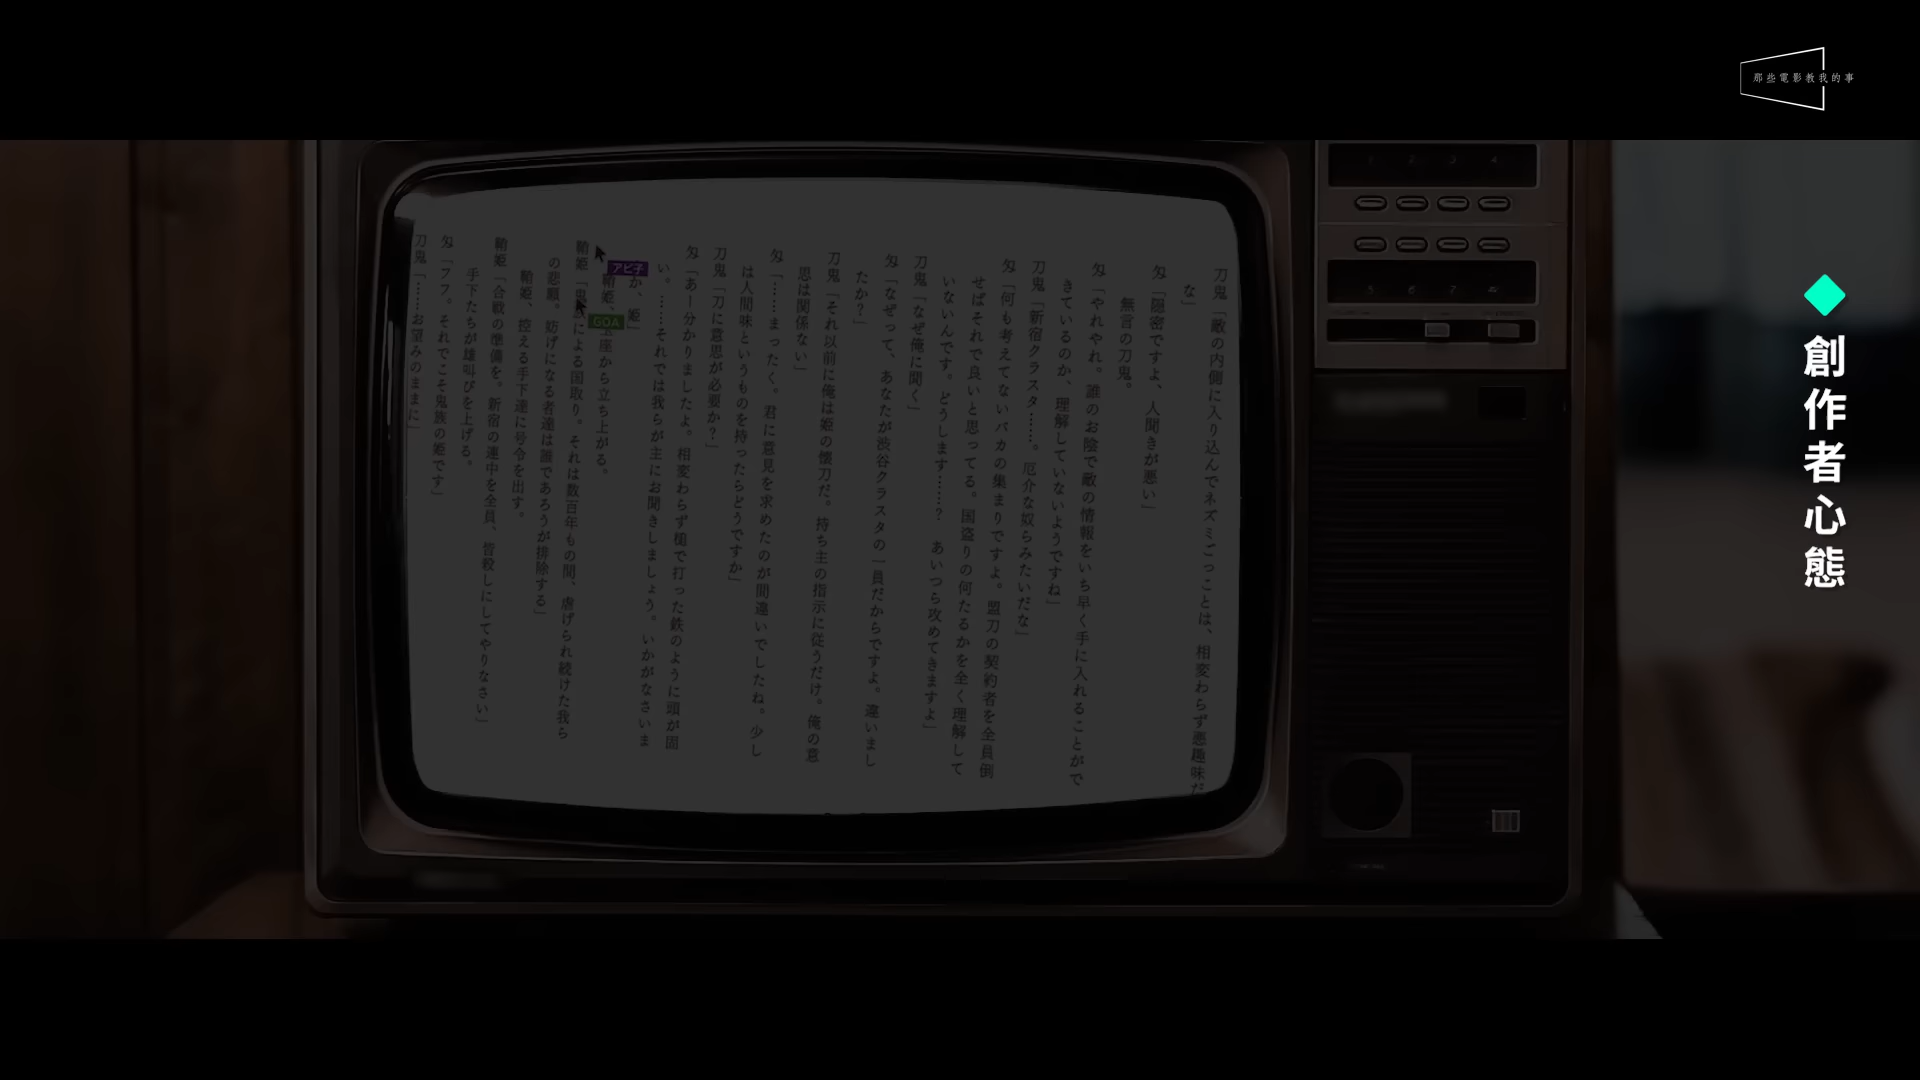 那些電影教我的事
創作者心態
1 2 3 4
5 6 7
刀鬼「敵の内側に入り込んでネズミごっことは、相変わらず悪趣味だ
な」
匁「隠密ですよ、人聞きが悪い」
無言の刀鬼。
匁「やれやれ。誰のお陰で敵の情報をいち早く手に入れることがで
きているのか、理解していないようですね」
刀鬼「新宿クラスタ……。厄介な奴らみたいだな」
匁「何も考えてないバカの集まりですよ。盟刀の契約者を全員倒
せばそれで良いと思ってる。国盗りの何たるかを全く理解して
いないんです。どうします……？　あいつら攻めてきますよ」
刀鬼「なぜ俺に聞く」
匁「なぜって、あなたが渋谷クラスタの一員だからですよ。違いまし
たか？」
刀鬼「それ以前に俺は姫の懐刀だ。持ち主の指示に従うだけ。俺の意
思は関係ない」
匁「……まったく。君に意見を求めたのが間違いでしたね。少し
は人間味というものを持ったらどうですか」
刀鬼「刀に意思が必要か？」
匁「あー分かりましたよ。相変わらず槌で打った鉄のように頭が固
い。……それでは我らが主にお聞きしましょう。いかがなさいま
か、姫」
アビ子
鞘姫、
座から立ち上がる。
GOA
鞘姫「鬼
による国取り。それは数百年もの間、虐げられ続けた我ら
の悲願。妨げになる者達は誰であろうが排除する」
鞘姫、控える手下達に号令を出す。
鞘姫「合戦の準備を。新宿の連中を全員、皆殺しにしてやりなさい」
手下たちが雄叫びを上げる。
匁「フフ。それでこそ鬼族の姫です」
刀鬼「……お望みのままに」